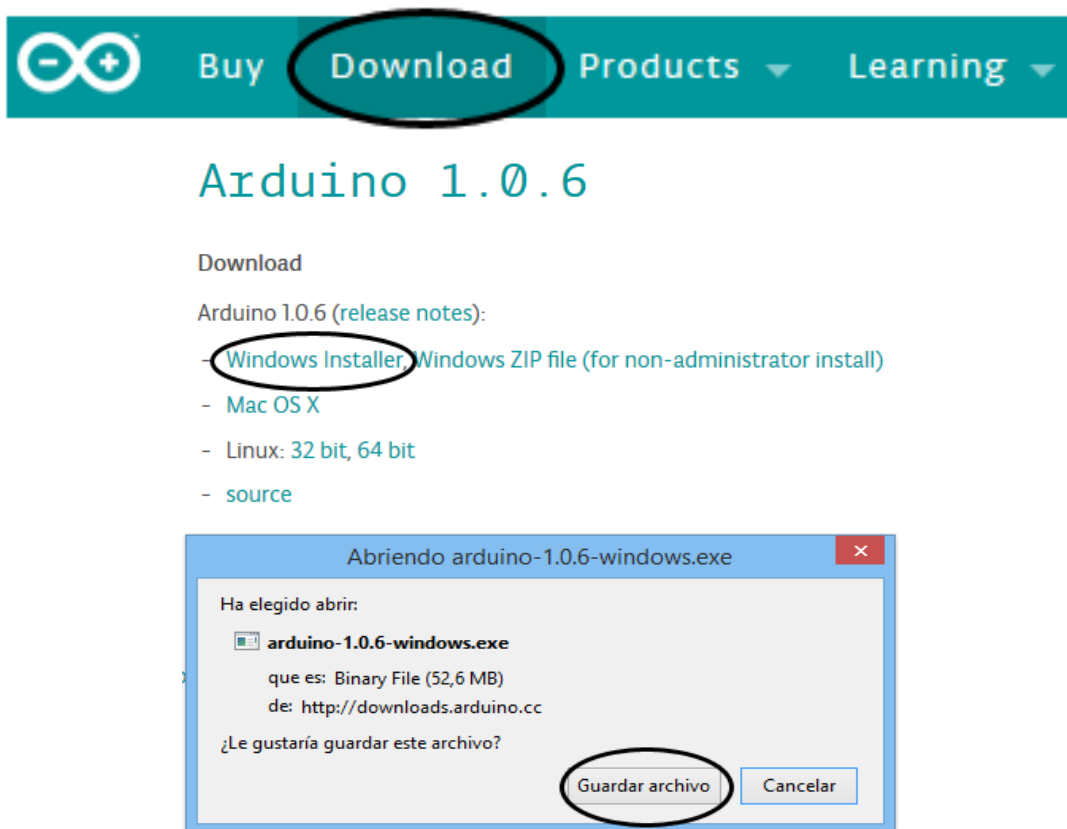 Buy Download Products Learning
Arduino 1.0.6
Download
Arduino 1.0.6 (release notes):
- Windows Installer, Windows ZIP file (for non-administrator install)
- Mac OS X
- Linux: 32 bit, 64 bit
- source
Abriendo arduino-1.0.6-windows.exe
Ha elegido abrir:
arduino-1.0.6-windows.exe
que es: Binary File (52,6 MB)
de: http://downloads.arduino.cc
¿Le gustaría guardar este archivo?
Guardar archivo Cancelar